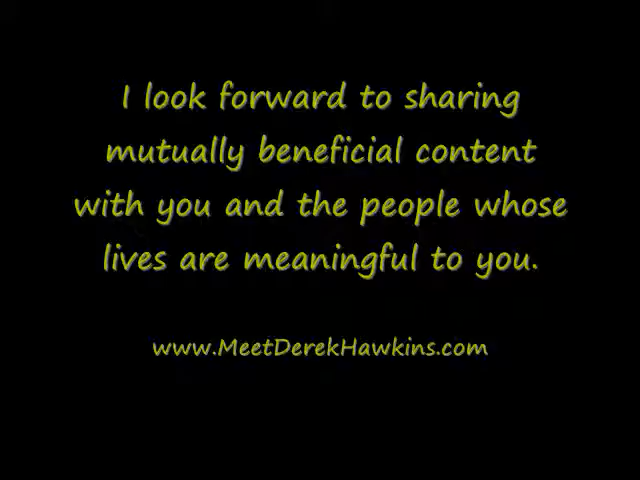 I look forward to sharing
mutually beneficial content
with you and the people whose
lives are meaningful to you.
www.MeetDerekHawkins.com